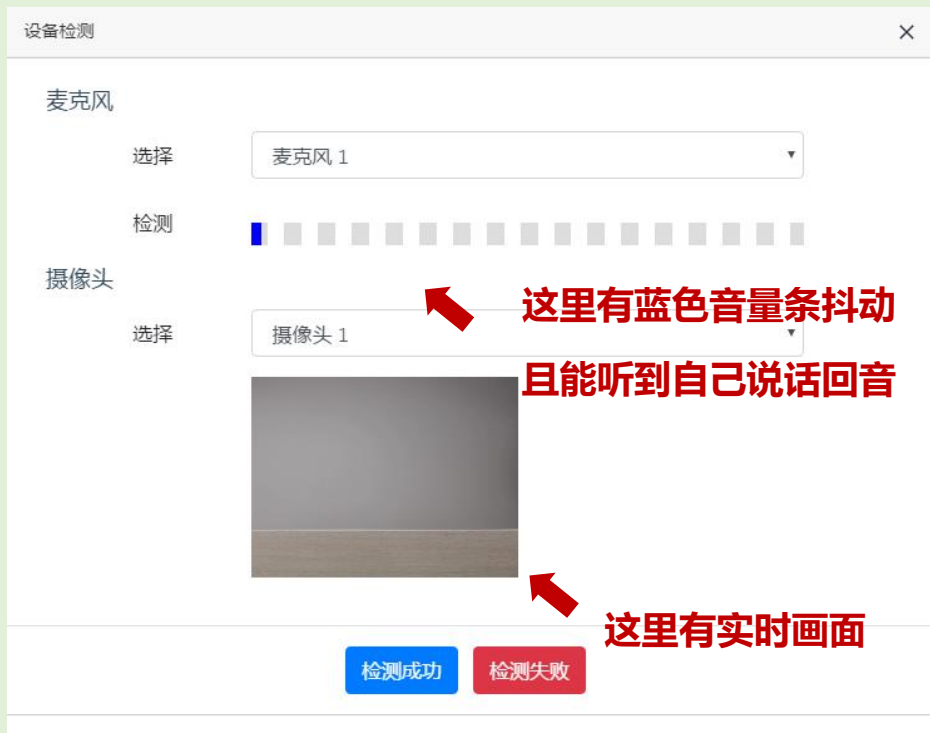 设备检测
麦克风
选择
麦克风 1
检测
摄像头
这里有蓝色音量条抖动
选择
摄像头 1
且能听到自己说话回音
这里有实时画面
检测成功
检测失败